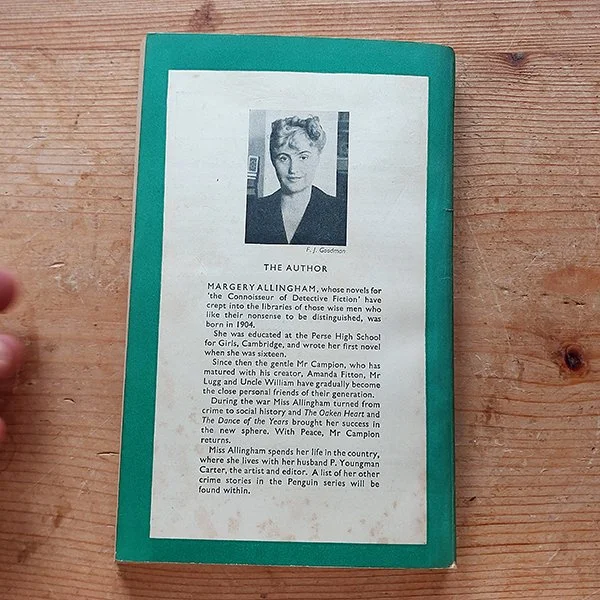 F. J. Goodman
THE AUTHOR
MARGERY ALLINGHAM, whose novels for
'the Connoisseur of Detective Fiction' have
crept into the libraries of those wise men who
like their nonsense to be distinguished, was
born in 1904.
She was educated at the Perse High School
for Girls, Cambridge, and wrote her first novel
when she was sixteen.
Since then the gentle Mr Campion, who has
matured with his creator, Amanda Fitton, Mr
Lugg and Uncle William have gradually become
the close personal friends of their generation.
During the war Miss Allingham turned from
crime to social history and The Oaken Heart and
The Dance of the Years brought her success in
the new sphere. With Peace, Mr Campion
returns.
Miss Allingham spends her life in the country,
where she lives with her husband P. Youngman
Carter, the artist and editor. A list of her other
crime stories in the Penguin series will be
found within.